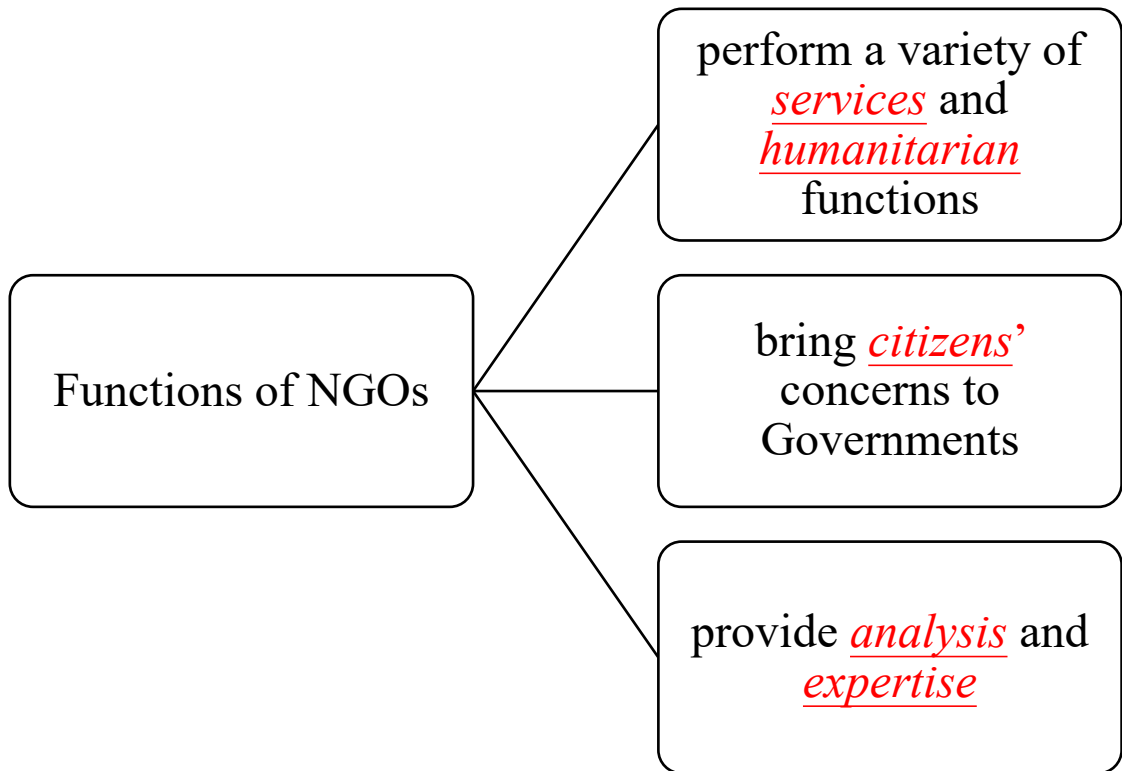 Functions of NGOs
perform a variety of
services and
humanitarian
functions
bring citizens’
concerns to
Governments
provide analysis and
expertise